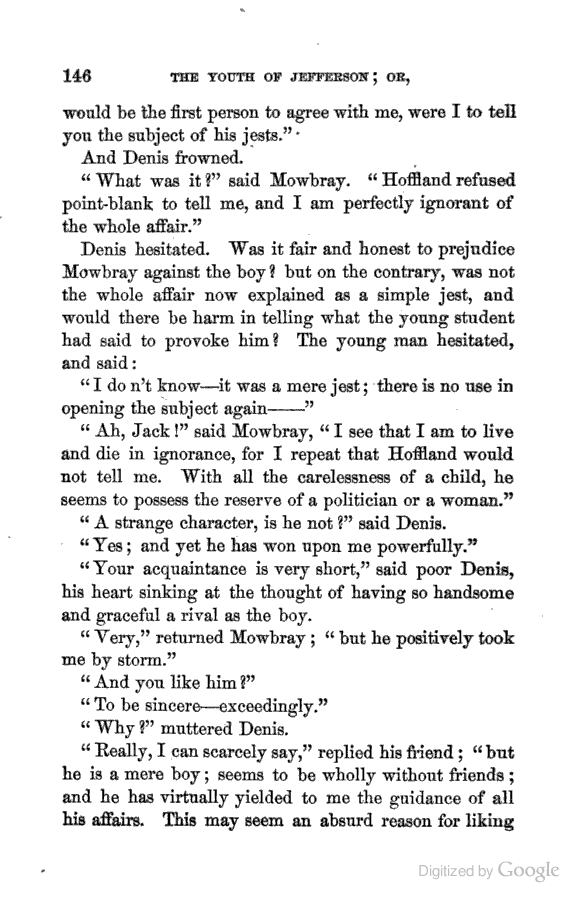 146 THE YOUTH OF JEFFERSON; OR,
would be the first person to agree with me, were I to tell
you the subject of his jests."
And Denis frowned.
"What was it?" said Mowbray. "Hoffland refused
point-blank to tell me, and I am perfectly ignorant of
the whole affair."
Denis hesitated. Was it fair and honest to prejudice
Mowbray against the boy? but on the contrary, was not
the whole affair now explained as a simple jest, and
would there be harm in telling what the young student
had said to provoke him? The young man hesitated,
and said:
"I do n't know—it was a mere jest; there is no use in
opening the subject again——"
"Ah, Jack!" said Mowbray, "I see that I am to live
and die in ignorance, for I repeat that Hoffland would
not tell me. With all the carelessness of a child, he
seems to possess the reserve of a politician or a woman."
"A strange character, is he not?" said Denis.
"Yes; and yet he has won upon me powerfully."
"Your acquaintance is very short," said poor Denis,
his heart sinking at the thought of having so handsome
and graceful a rival as the boy.
"Very," returned Mowbray; "but he positively took
me by storm."
"And you like him?"
"To be sincere—exceedingly."
"Why?" muttered Denis.
"Really, I can scarcely say," replied his friend; "but
he is a mere boy; seems to be wholly without friends;
and he has virtually yielded to me the guidance of all
his affairs. This may seem an absurd reason for liking
Digitized by Google